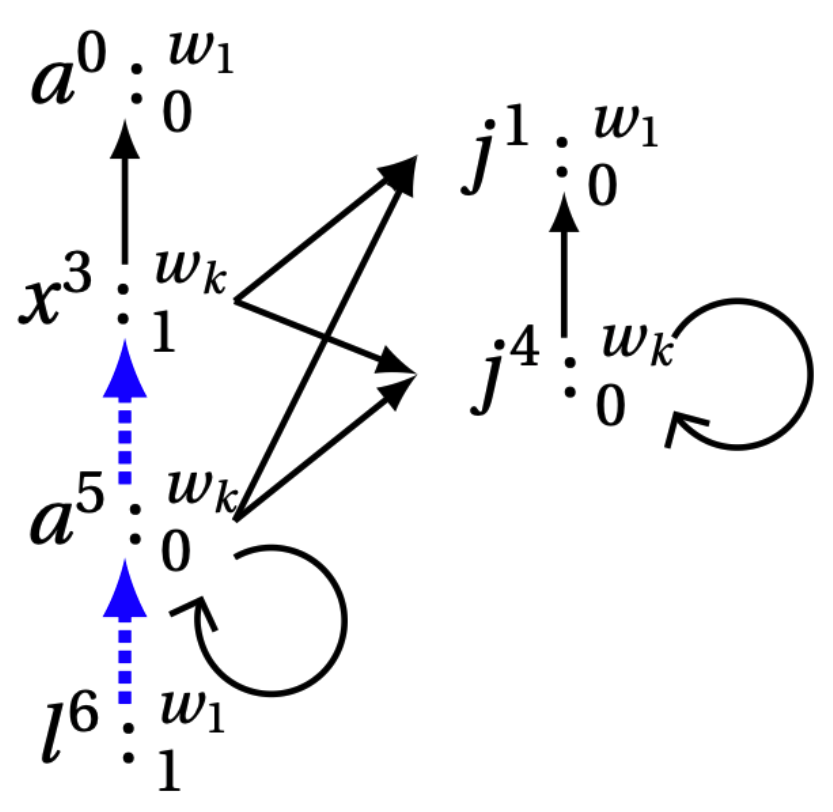 a⁰ : w₁ 0
j¹ : w₁ 0
x³ : wₖ 1
j⁴ : wₖ 0
a⁵ : wₖ 0
l⁶ : w₁ 1